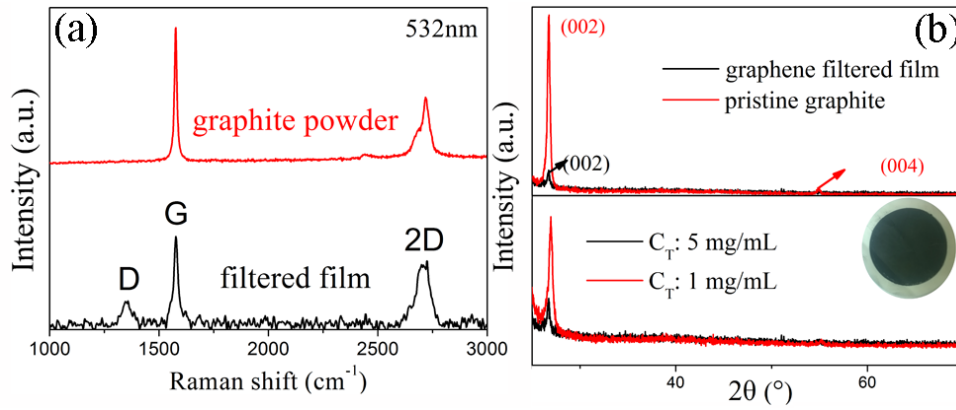 (a)
532nm
graphite powder
G
D
2D
filtered film
Intensity (a.u.)
1000 1500 2000 2500 3000
Raman shift (cm⁻¹)
(b)
(002)
graphene filtered film
pristine graphite
(002)
(004)
C_T: 5 mg/mL
C_T: 1 mg/mL
Intensity (a.u.)
40 60
2θ (°)